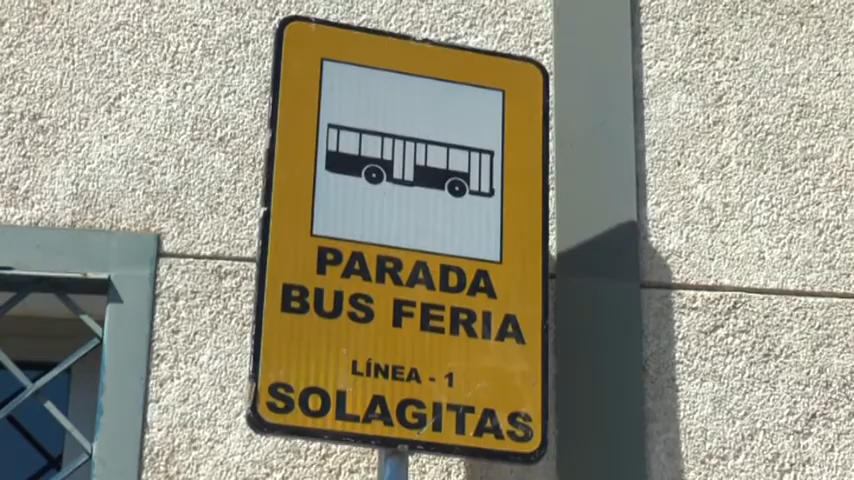 PARADA
BUS FERIA
LÍNEA - 1
SOLAGITAS